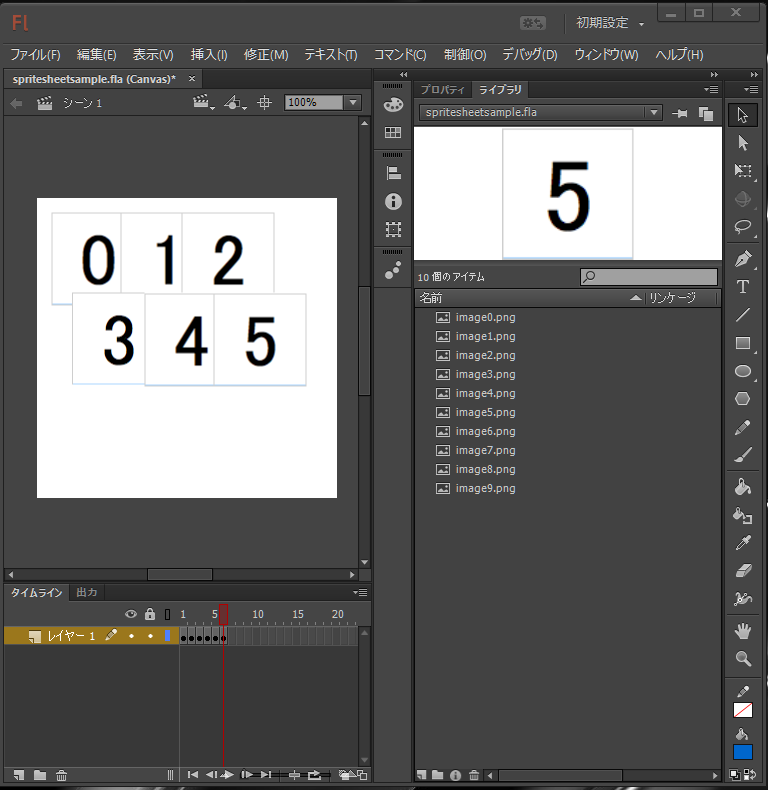 Fl
初期設定
ファイル(F) 編集(E) 表示(V) 挿入(I) 修正(M) テキスト(T) コマンド(C) 制御(O) デバッグ(D) ウィンドウ(W) ヘルプ(H)
spritesheetsample.fla (Canvas)*
シーン 1
100%
プロパティ ライブラリ
spritesheetsample.fla
5
10 個のアイテム
名前 リンケージ
image0.png
image1.png
image2.png
image3.png
image4.png
image5.png
image6.png
image7.png
image8.png
image9.png
0 1 2
3 4 5
タイムライン 出力
1 5 10 15 20
レイヤー 1